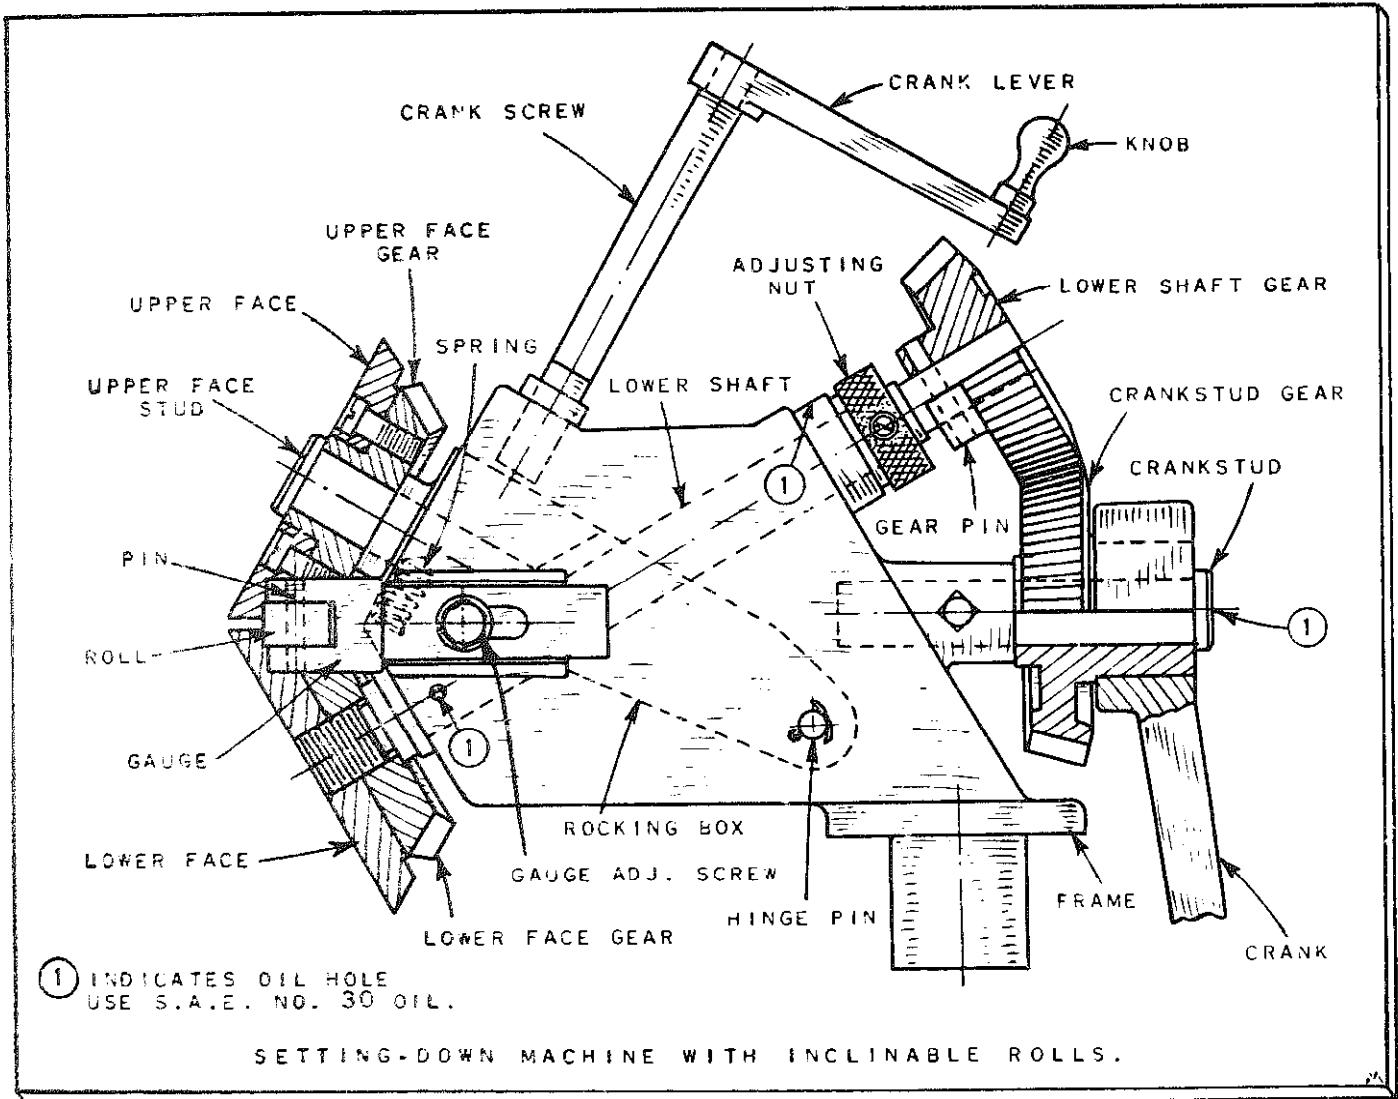 CRANK LEVER
CRANK SCREW
KNOB
UPPER FACE
GEAR
ADJUSTING
NUT
LOWER SHAFT GEAR
UPPER FACE
SPRING
LOWER SHAFT
UPPER FACE
STUD
CRANKSTUD GEAR
CRANKSTUD
1
GEAR PIN
PIN
1
ROLL
GAUGE
1
ROCKING BOX
LOWER FACE
GAUGE ADJ. SCREW
HINGE PIN
FRAME
LOWER FACE GEAR
CRANK
1 INDICATES OIL HOLE
USE S.A.E. NO. 30 OIL.
SETTING-DOWN MACHINE WITH INCLINABLE ROLLS.